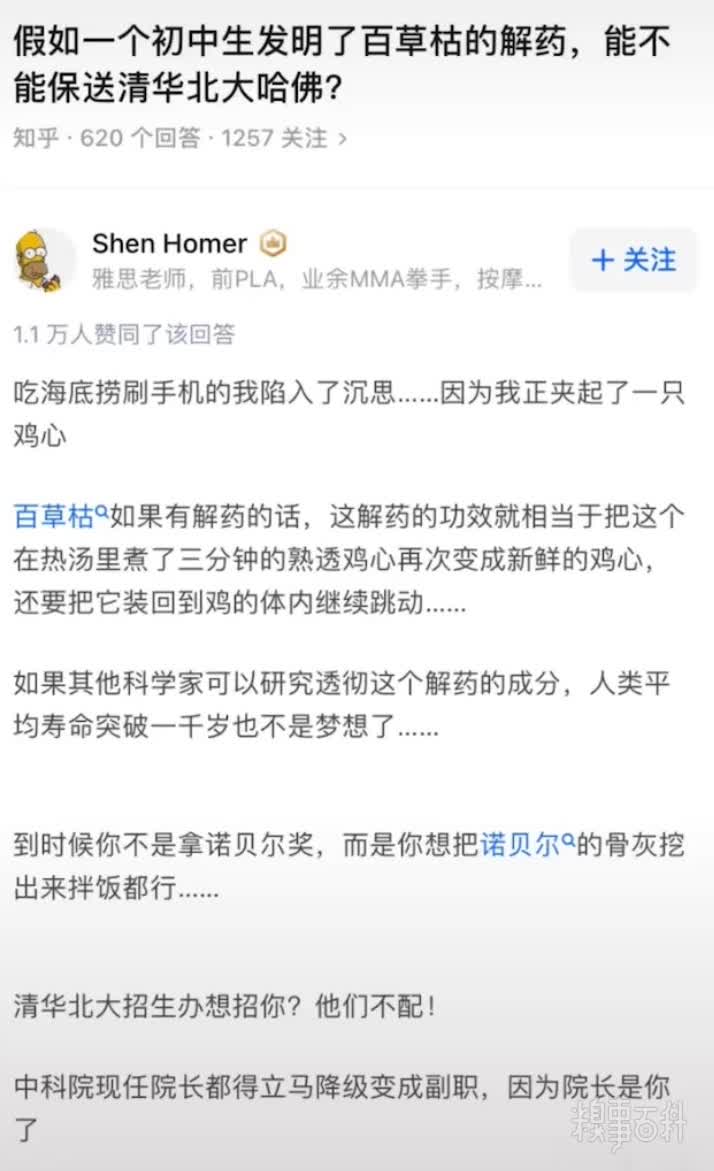 假如一个初中生发明了百草枯的解药，能不
能保送清华北大哈佛？
知乎 · 620 个回答 · 1257 关注 >
Shen Homer
+ 关注
雅思老师，前PLA，业余MMA拳手，按摩...
1.1 万人赞同了该回答
吃海底捞刷手机的我陷入了沉思......因为我正夹起了一只
鸡心
百草枯如果有解药的话，这解药的功效就相当于把这个
在热汤里煮了三分钟的熟透鸡心再次变成新鲜的鸡心，
还要把它装回到鸡的体内继续跳动......
如果其他科学家可以研究透彻这个解药的成分，人类平
均寿命突破一千岁也不是梦想了......
到时候你不是拿诺贝尔奖，而是你想把诺贝尔的骨灰挖
出来拌饭都行......
清华北大招生办想招你？他们不配！
中科院现任院长都得立马降级变成副职，因为院长是你
了
糗事百科